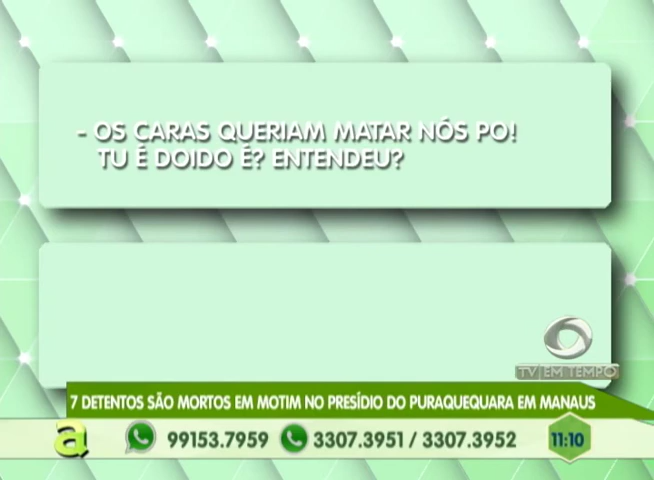 - OS CARAS QUERIAM MATAR NÓS PO!
TU É DOIDO É? ENTENDEU?
TV EM TEMPO
7 DETENTOS SÃO MORTOS EM MOTIM NO PRESÍDIO DO PURAQUEQUARA EM MANAUS
a 99153.7959 3307.3951 / 3307.3952 11:10